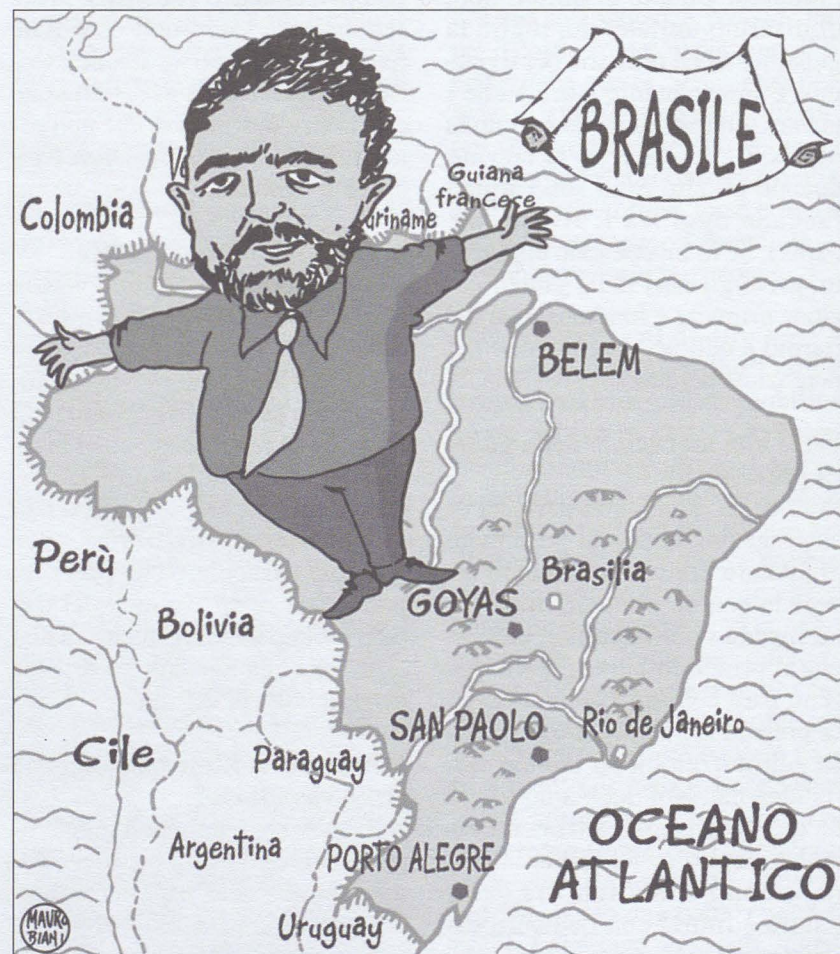 BRASILE
Guiana
francese
Colombia
uriname
BELEM
Perù
Brasilia
GOYAS
Bolivia
SAN PAOLO
Rio de Janeiro
Cile
Paraguay
OCEANO
ATLANTICO
Argentina
PORTO ALEGRE
Uruguay
MAURO
BIANI